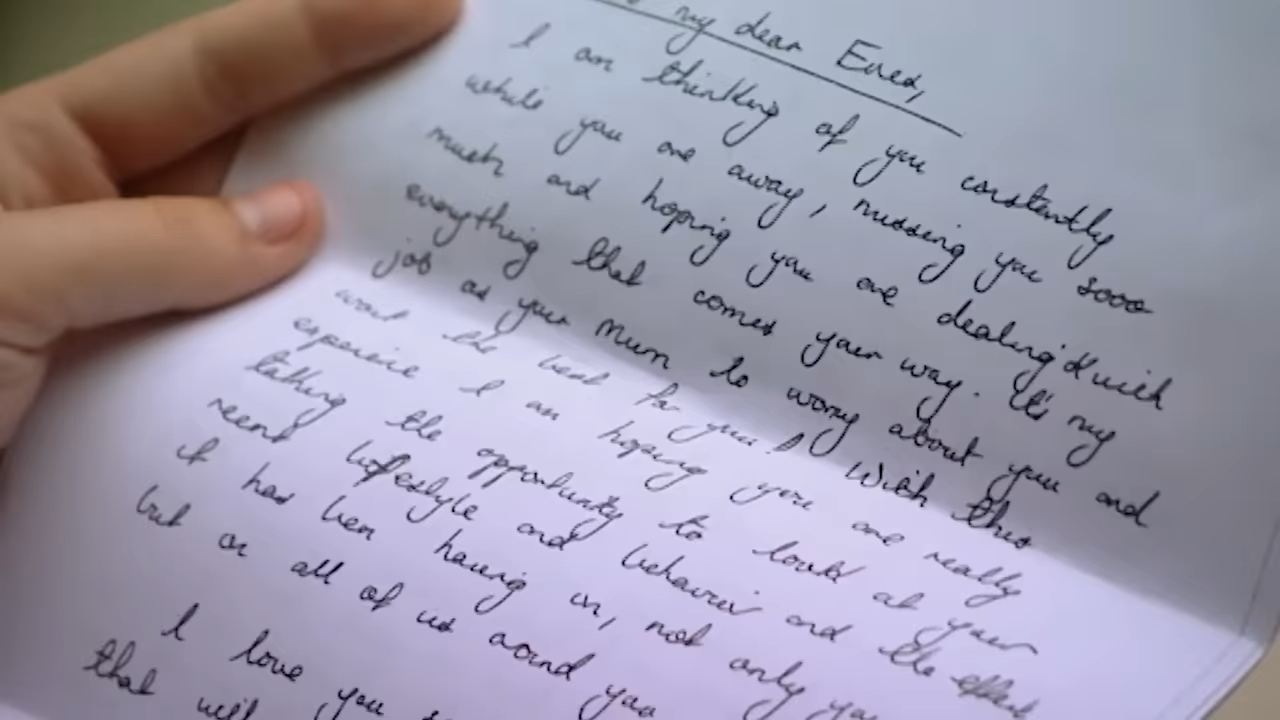 my dear Eves,
I am thinking of you constantly
while you are away, missing you sooo
much and hoping you are dealing with
everything that comes your way. It's my
job as your Mum to worry about you and
want the best for you! With this
experience I am hoping you are really
taking the opportunity to look at your
recent lifestyle and behaviour and the effect
it has been having on, not only you
but on all of us around you
I love you
that will